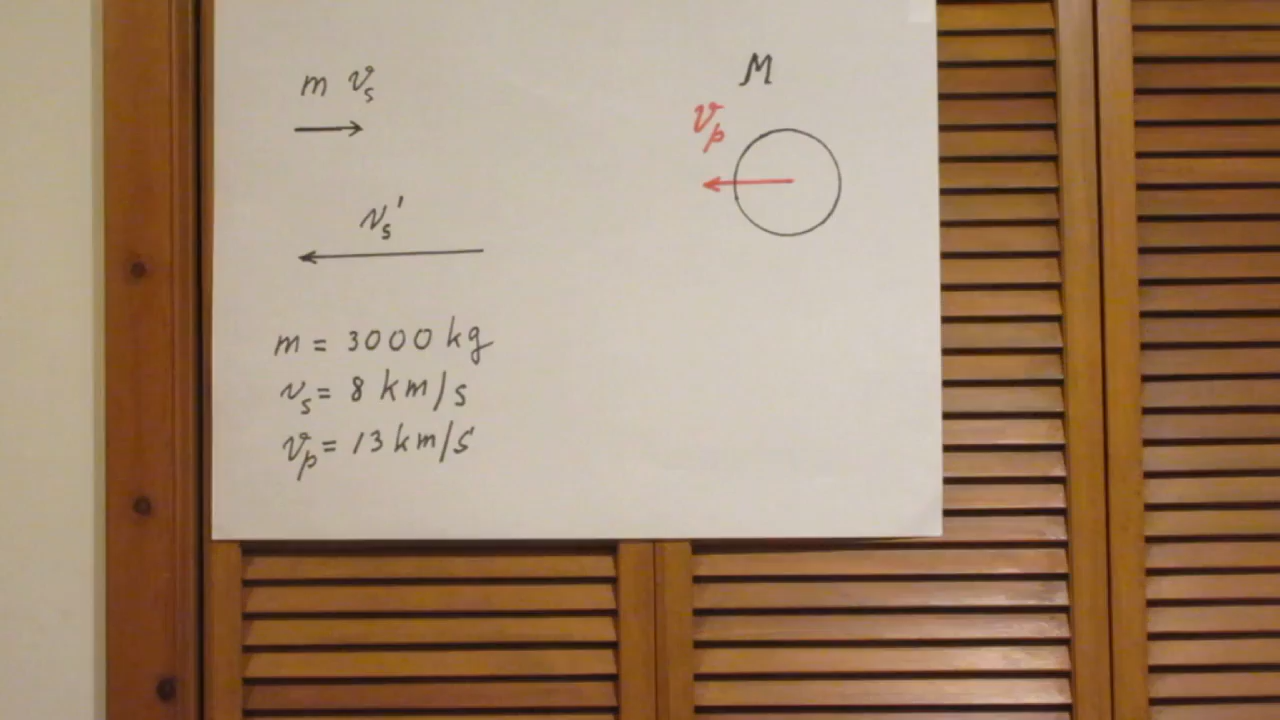 m v_s
M
v_p
v_s'
m = 3000 kg
v_s = 8 km/s
v_p = 13 km/s